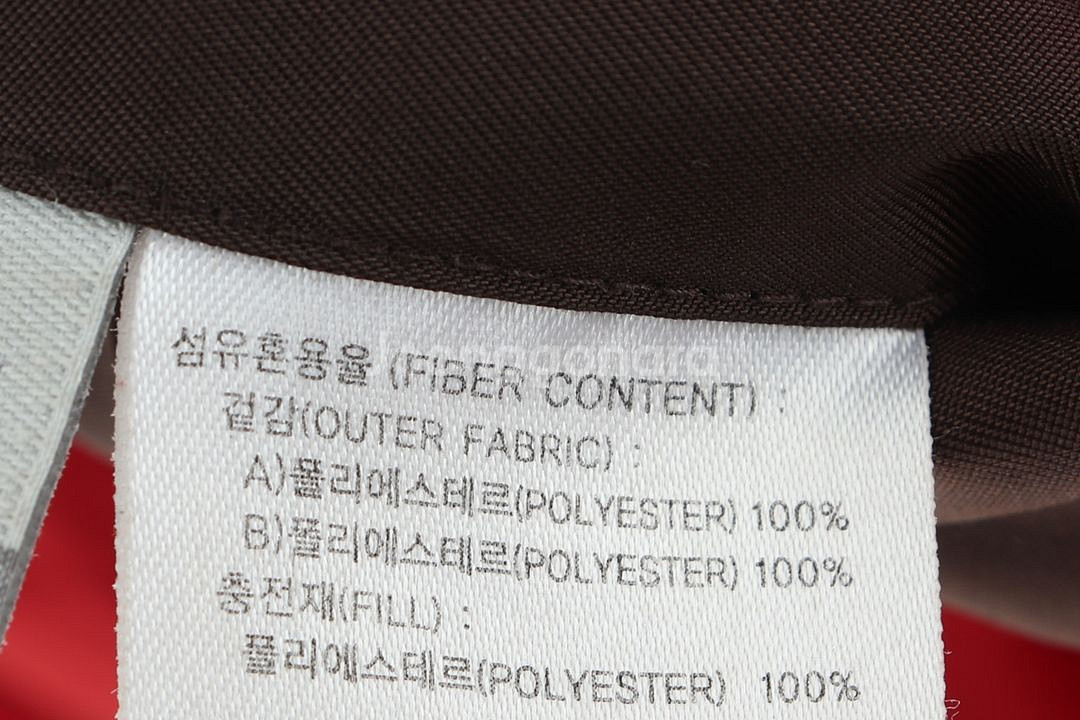 섬유혼용율 (FIBER CONTENT) :
겉감(OUTER FABRIC) :
A)폴리에스테르(POLYESTER) 100%
B)폴리에스테르(POLYESTER) 100%
충전재(FILL) :
폴리에스테르(POLYESTER) 100%